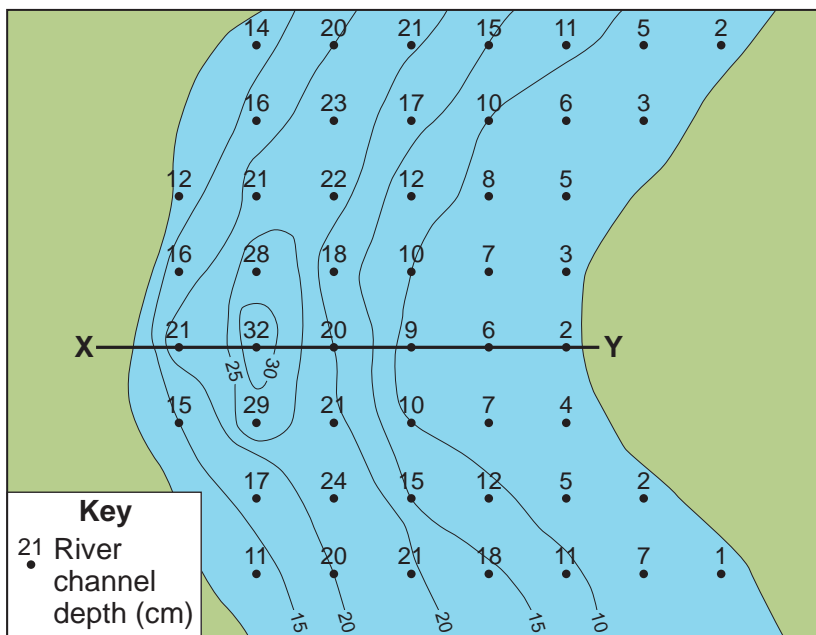 14 20 21 15 11 5 2
16 23 17 10 6 3
12 21 22 12 8 5
16 28 18 10 7 3
X 21 32 20 9 6 2 Y
25 30
15 29 21 10 7 4
17 24 15 12 5 2
Key
21 River
channel
depth (cm)
11 20 21 18 11 7 1
15 20 20 15 10